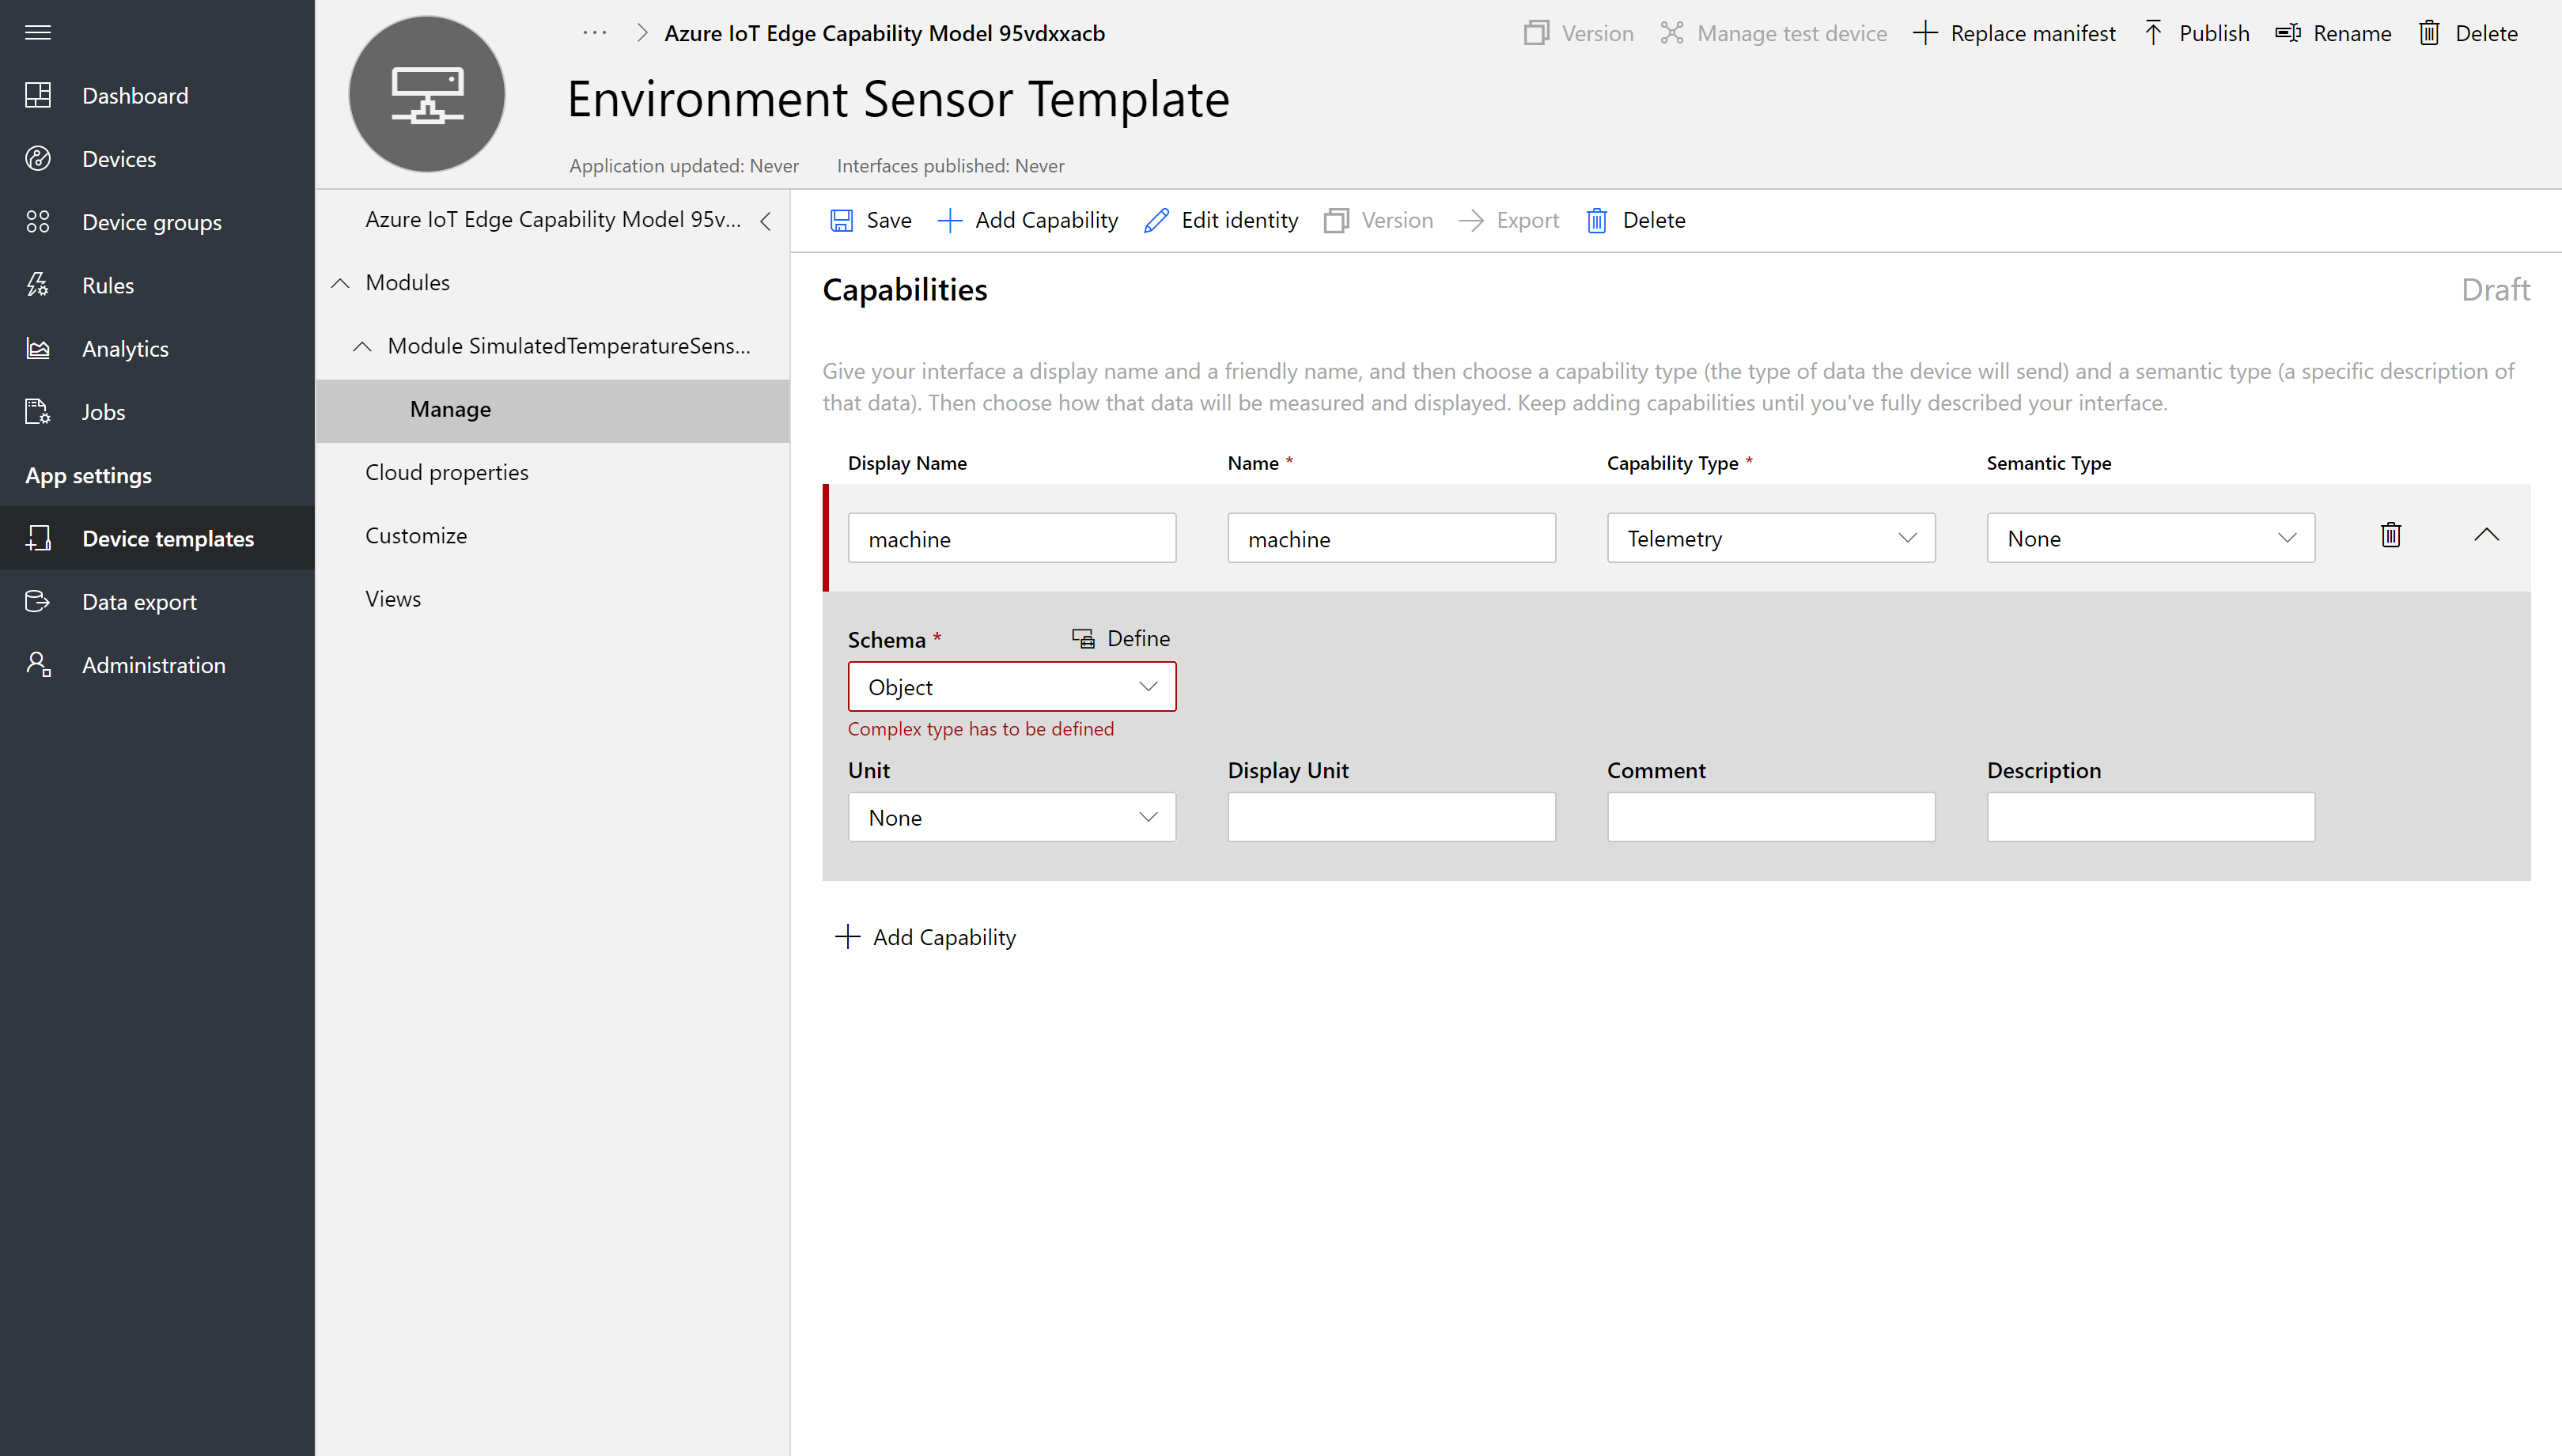 ··· > Azure IoT Edge Capability Model 95vdxxacb
Version
Manage test device
Replace manifest
Publish
Rename
Delete
Environment Sensor Template
Application updated: Never
Interfaces published: Never
Dashboard
Devices
Device groups
Rules
Analytics
Jobs
App settings
Device templates
Data export
Administration
Azure IoT Edge Capability Model 95v...
Modules
Module SimulatedTemperatureSens...
Manage
Cloud properties
Customize
Views
Save
Add Capability
Edit identity
Version
Export
Delete
Capabilities
Draft
Give your interface a display name and a friendly name, and then choose a capability type (the type of data the device will send) and a semantic type (a specific description of
that data). Then choose how that data will be measured and displayed. Keep adding capabilities until you've fully described your interface.
Display Name
Name *
Capability Type *
Semantic Type
machine
machine
Telemetry
None
Schema *
Define
Object
Complex type has to be defined
Unit
Display Unit
Comment
Description
None
Add Capability